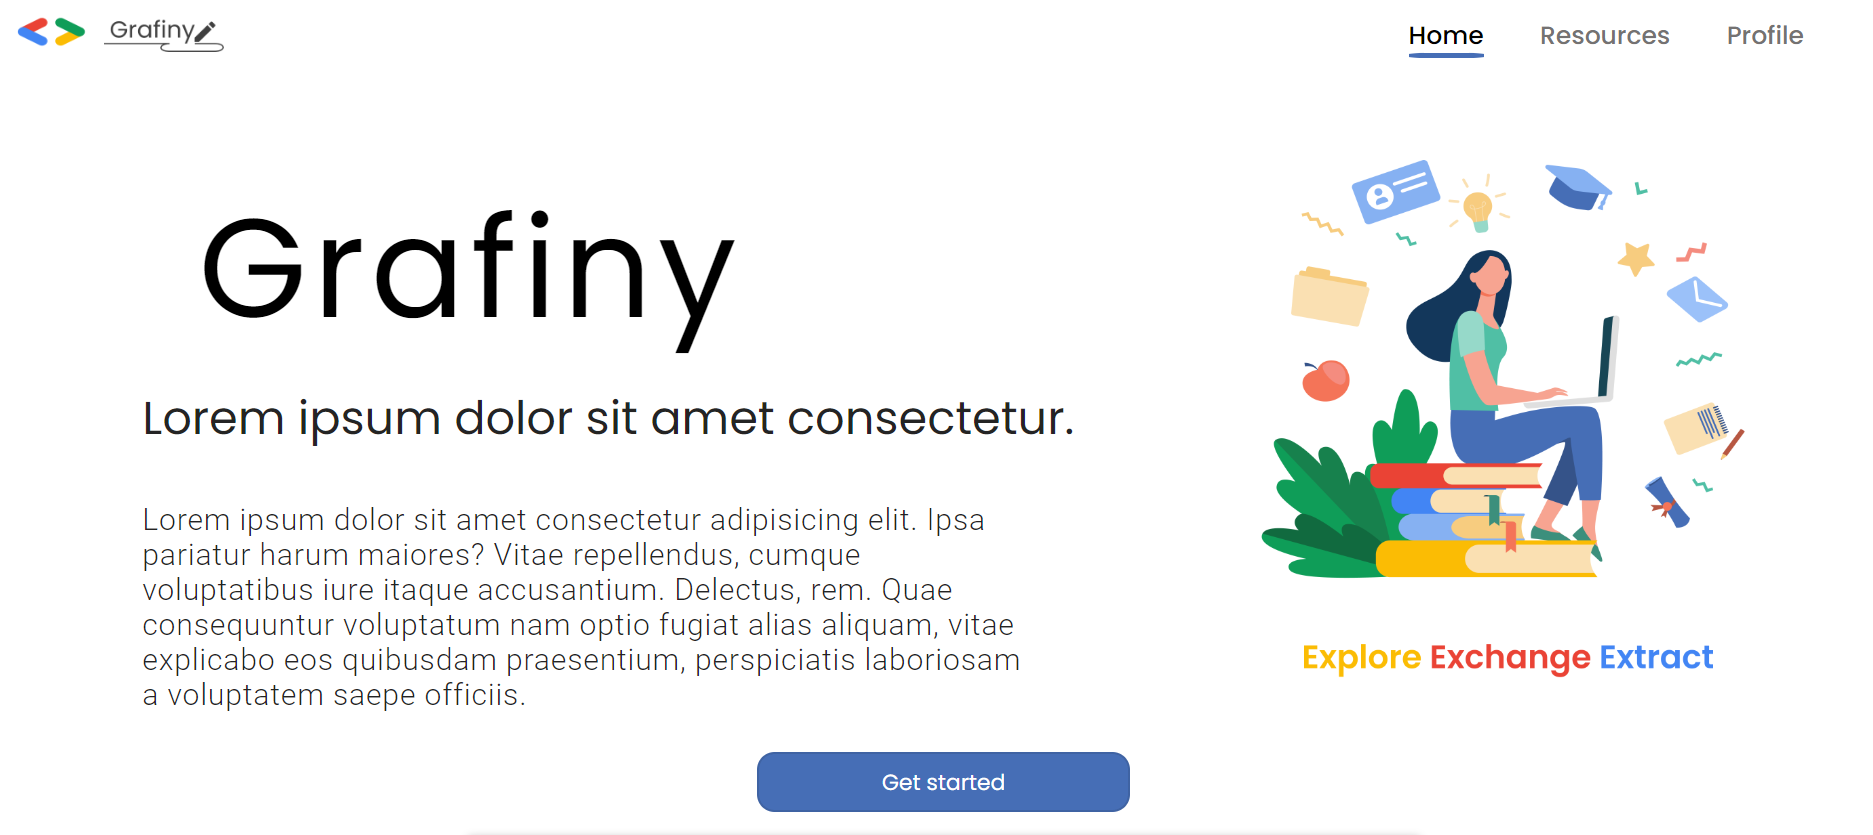 Grafiny
Home Resources Profile
Grafiny
Lorem ipsum dolor sit amet consectetur.
Lorem ipsum dolor sit amet consectetur adipisicing elit. Ipsa
pariatur harum maiores? Vitae repellendus, cumque
voluptatibus iure itaque accusantium. Delectus, rem. Quae
consequuntur voluptatum nam optio fugiat alias aliquam, vitae
explicabo eos quibusdam praesentium, perspiciatis laboriosam
a voluptatem saepe officiis.
Explore Exchange Extract
Get started